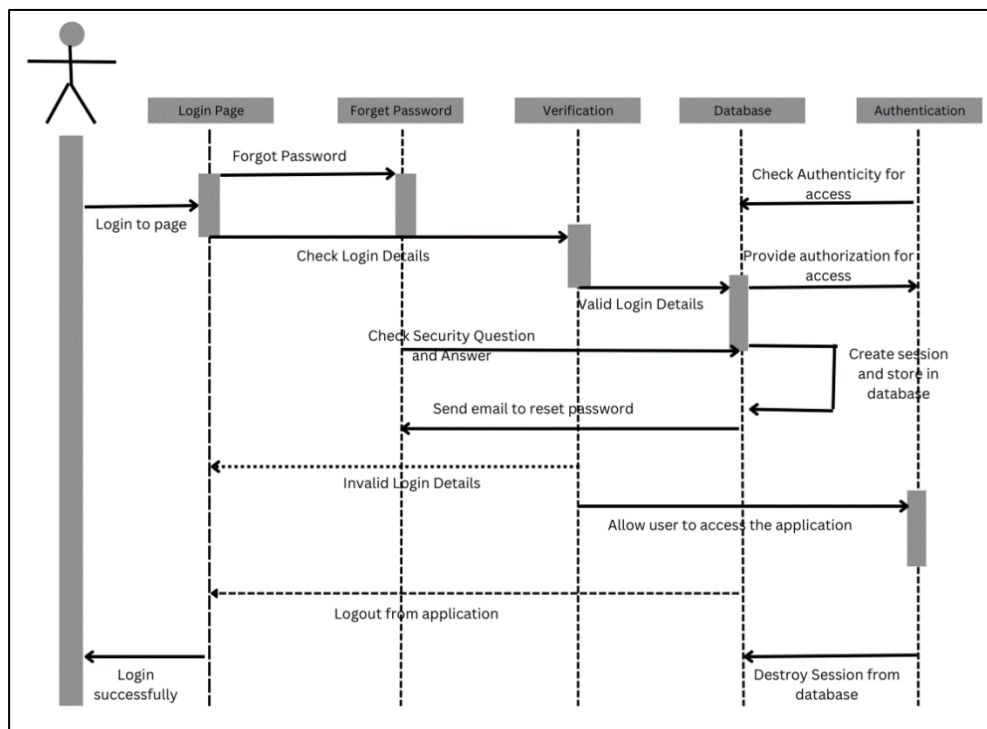 Login Page
Forget Password
Verification
Database
Authentication
Forgot Password
Check Authenticity for
access
Login to page
Check Login Details
Provide authorization for
access
Valid Login Details
Check Security Question
and Answer
Create session
and store in
database
Send email to reset password
Invalid Login Details
Allow user to access the application
Logout from application
Login
successfully
Destroy Session from
database